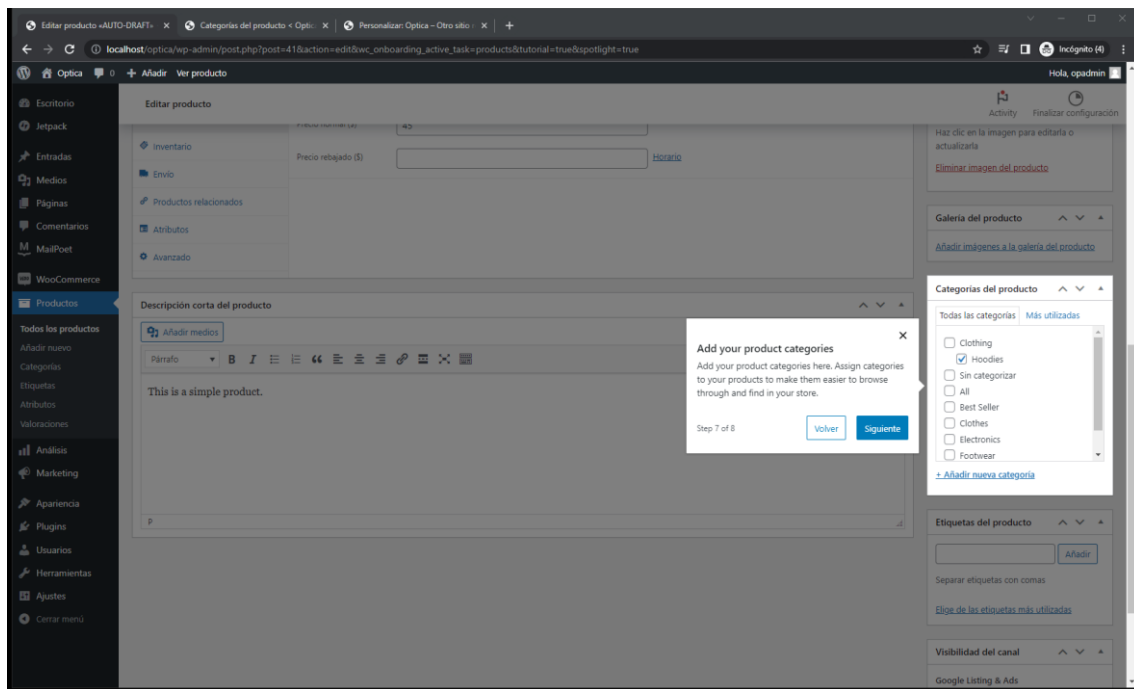 Editar producto «AUTO-DRAFT»
Categorías del producto < Optic
Personalizar: Optica – Otro sitio
localhost/optica/wp-admin/post.php?post=41&action=edit&wc_onboarding_active_task=products&tutorial=true&spotlight=true
Incógnito (4)
Optica 0 + Añadir Ver producto
Hola, opadmin
Escritorio
Jetpack
Entradas
Medios
Páginas
Comentarios
MailPoet
WooCommerce
Productos
Todos los productos
Añadir nuevo
Categorías
Etiquetas
Atributos
Valoraciones
Análisis
Marketing
Apariencia
Plugins
Usuarios
Herramientas
Ajustes
Cerrar menú
Editar producto
Activity
Finalizar configuración
Precio normal ($)
45
Inventario
Precio rebajado ($)
Horario
Envío
Productos relacionados
Atributos
Avanzado
Descripción corta del producto
Añadir medios
Párrafo
This is a simple product.
P
Add your product categories
Add your product categories here. Assign categories
to your products to make them easier to browse
through and find in your store.
Step 7 of 8
Volver
Siguiente
Haz clic en la imagen para editarla o
actualizarla
Eliminar imagen del producto
Galería del producto
Añadir imágenes a la galería del producto
Categorías del producto
Todas las categorías
Más utilizadas
Clothing
Hoodies
Sin categorizar
All
Best Seller
Clothes
Electronics
Footwear
+ Añadir nueva categoría
Etiquetas del producto
Añadir
Separar etiquetas con comas
Elige de las etiquetas más utilizadas
Visibilidad del canal
Google Listing & Ads